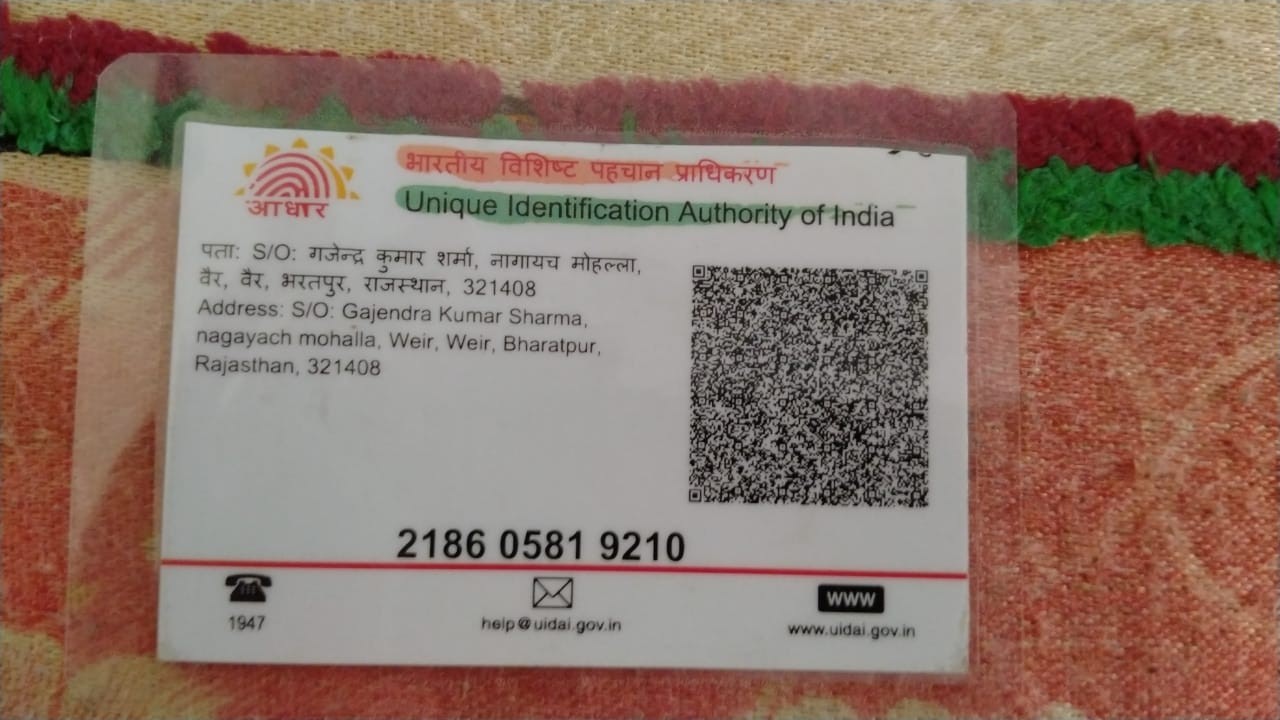 भारतीय विशिष्ट पहचान प्राधिकरण
Unique Identification Authority of India
आधार
पता: S/O: गजेन्द्र कुमार शर्मा, नागायच मोहल्ला,
वैर, वैर, भरतपुर, राजस्थान, 321408
Address: S/O: Gajendra Kumar Sharma,
nagayach mohalla, Weir, Weir, Bharatpur,
Rajasthan, 321408
2186 0581 9210
1947
help@uidai.gov.in
WWW
www.uidai.gov.in